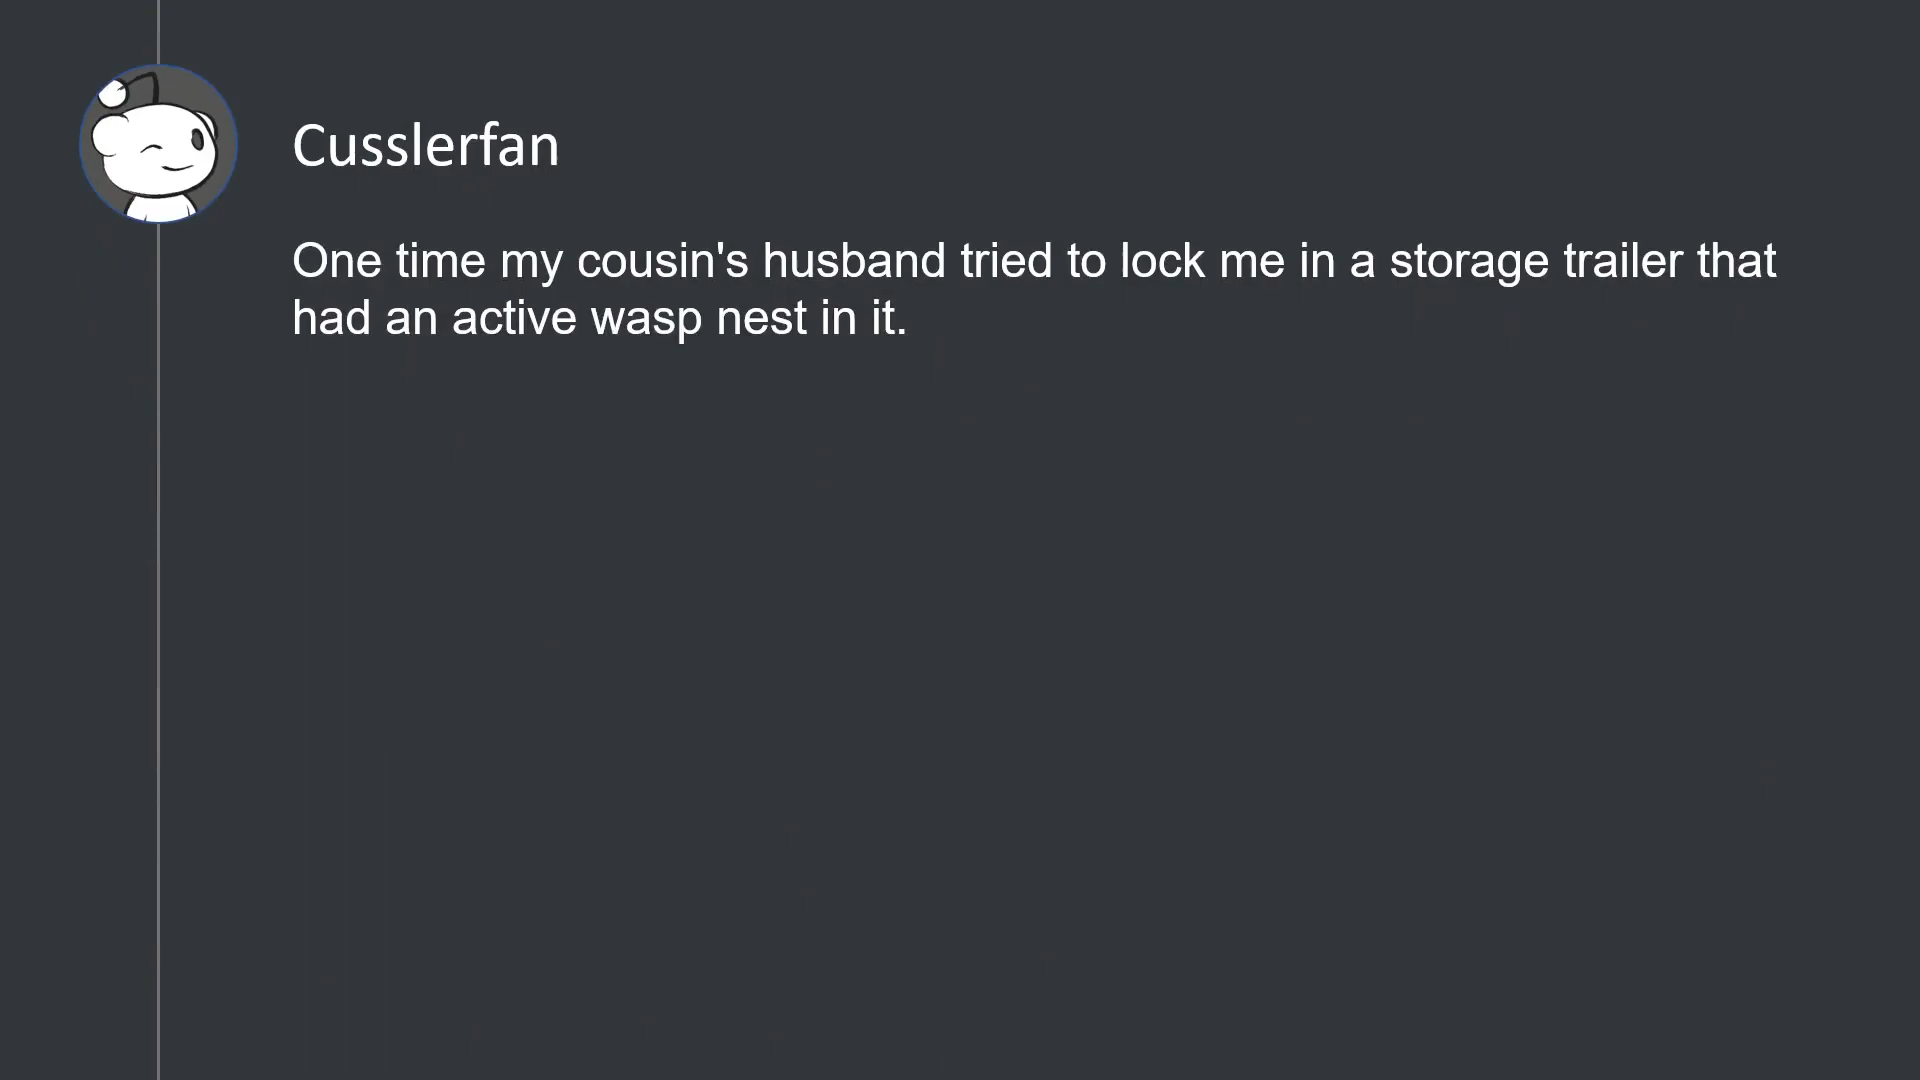 Cusslerfan
One time my cousin's husband tried to lock me in a storage trailer that
had an active wasp nest in it.